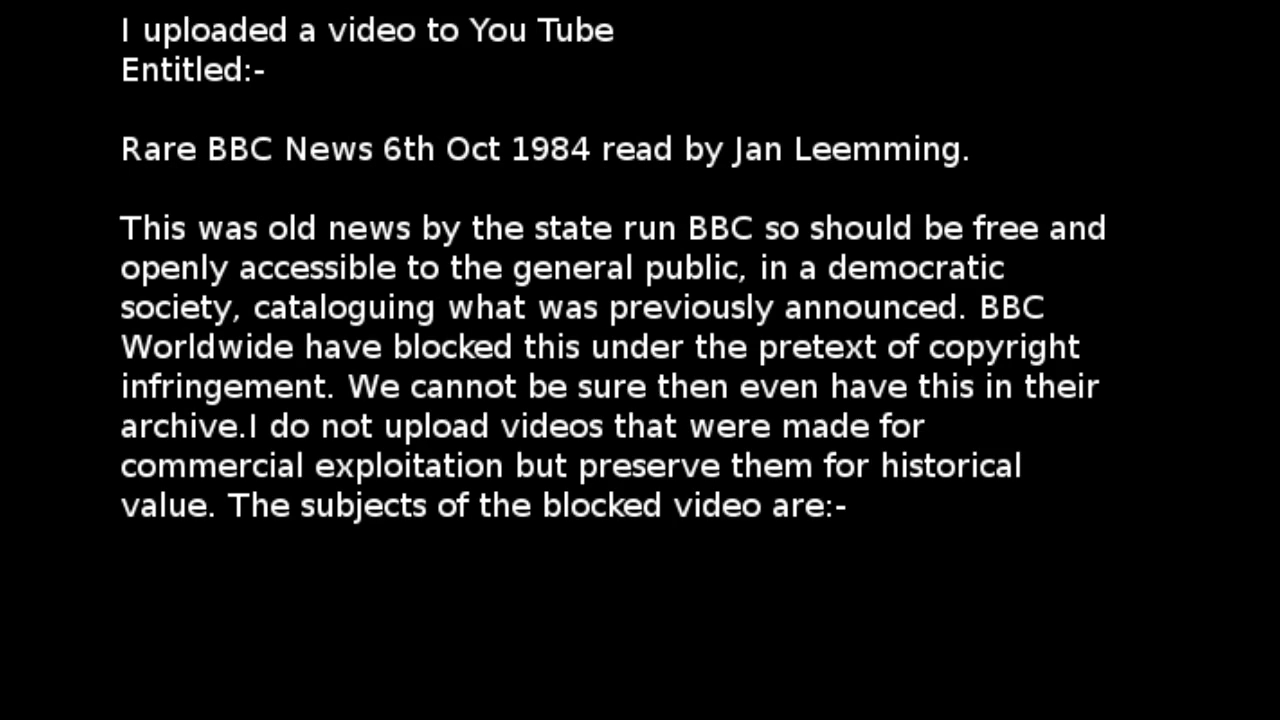 I uploaded a video to You Tube
Entitled:-
Rare BBC News 6th Oct 1984 read by Jan Leemming.
This was old news by the state run BBC so should be free and
openly accessible to the general public, in a democratic
society, cataloguing what was previously announced. BBC
Worldwide have blocked this under the pretext of copyright
infringement. We cannot be sure then even have this in their
archive.I do not upload videos that were made for
commercial exploitation but preserve them for historical
value. The subjects of the blocked video are:-